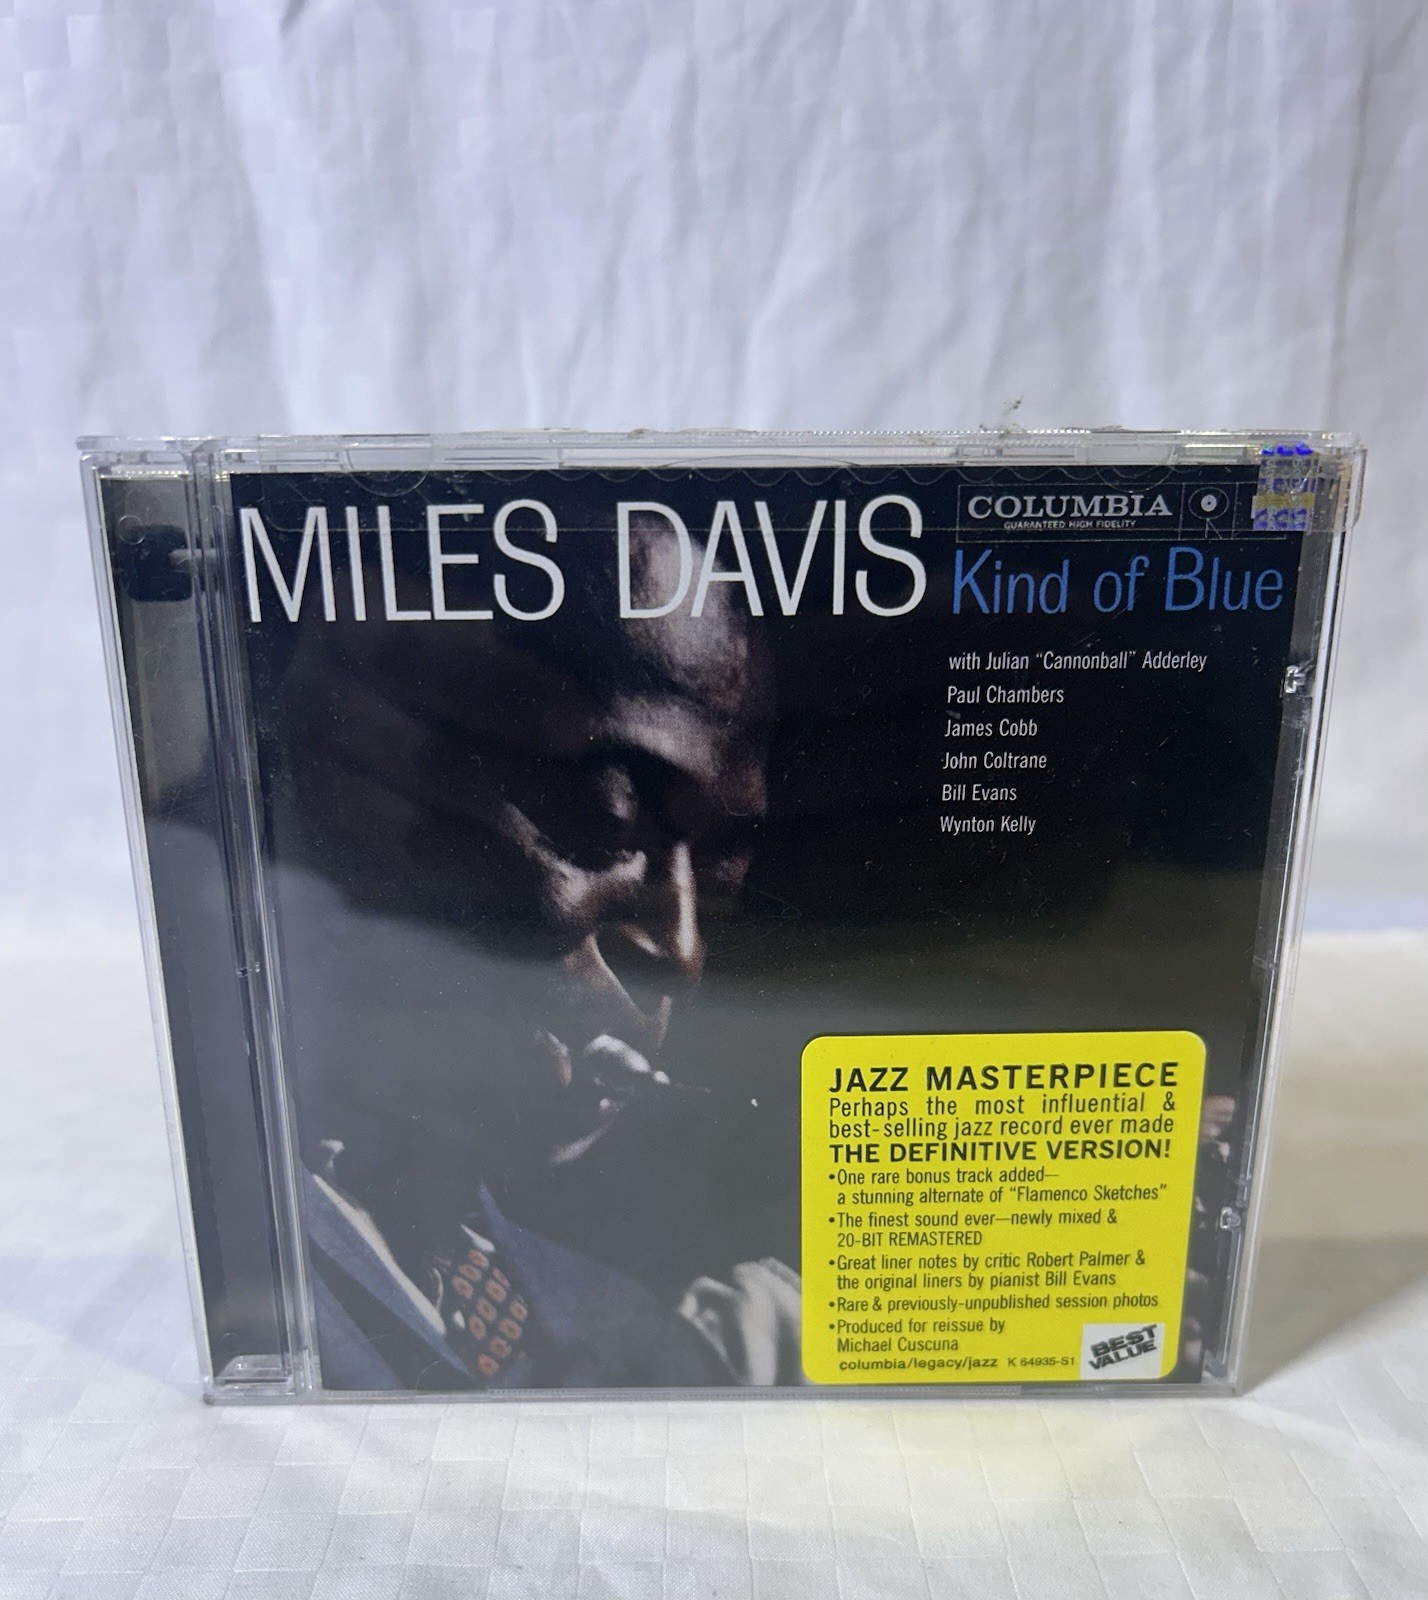 MILES DAVIS
COLUMBIA
GUARANTEED HIGH FIDELITY
Kind of Blue
with Julian “Cannonball” Adderley
Paul Chambers
James Cobb
John Coltrane
Bill Evans
Wynton Kelly
JAZZ MASTERPIECE
Perhaps the most influential &
best-selling jazz record ever made
THE DEFINITIVE VERSION!
•One rare bonus track added—
a stunning alternate of “Flamenco Sketches”
•The finest sound ever—newly mixed &
20-BIT REMASTERED
•Great liner notes by critic Robert Palmer &
the original liners by pianist Bill Evans
•Rare & previously-unpublished session photos
•Produced for reissue by
Michael Cuscuna
columbia/legacy/jazz K 64935-S1
BEST
VALUE